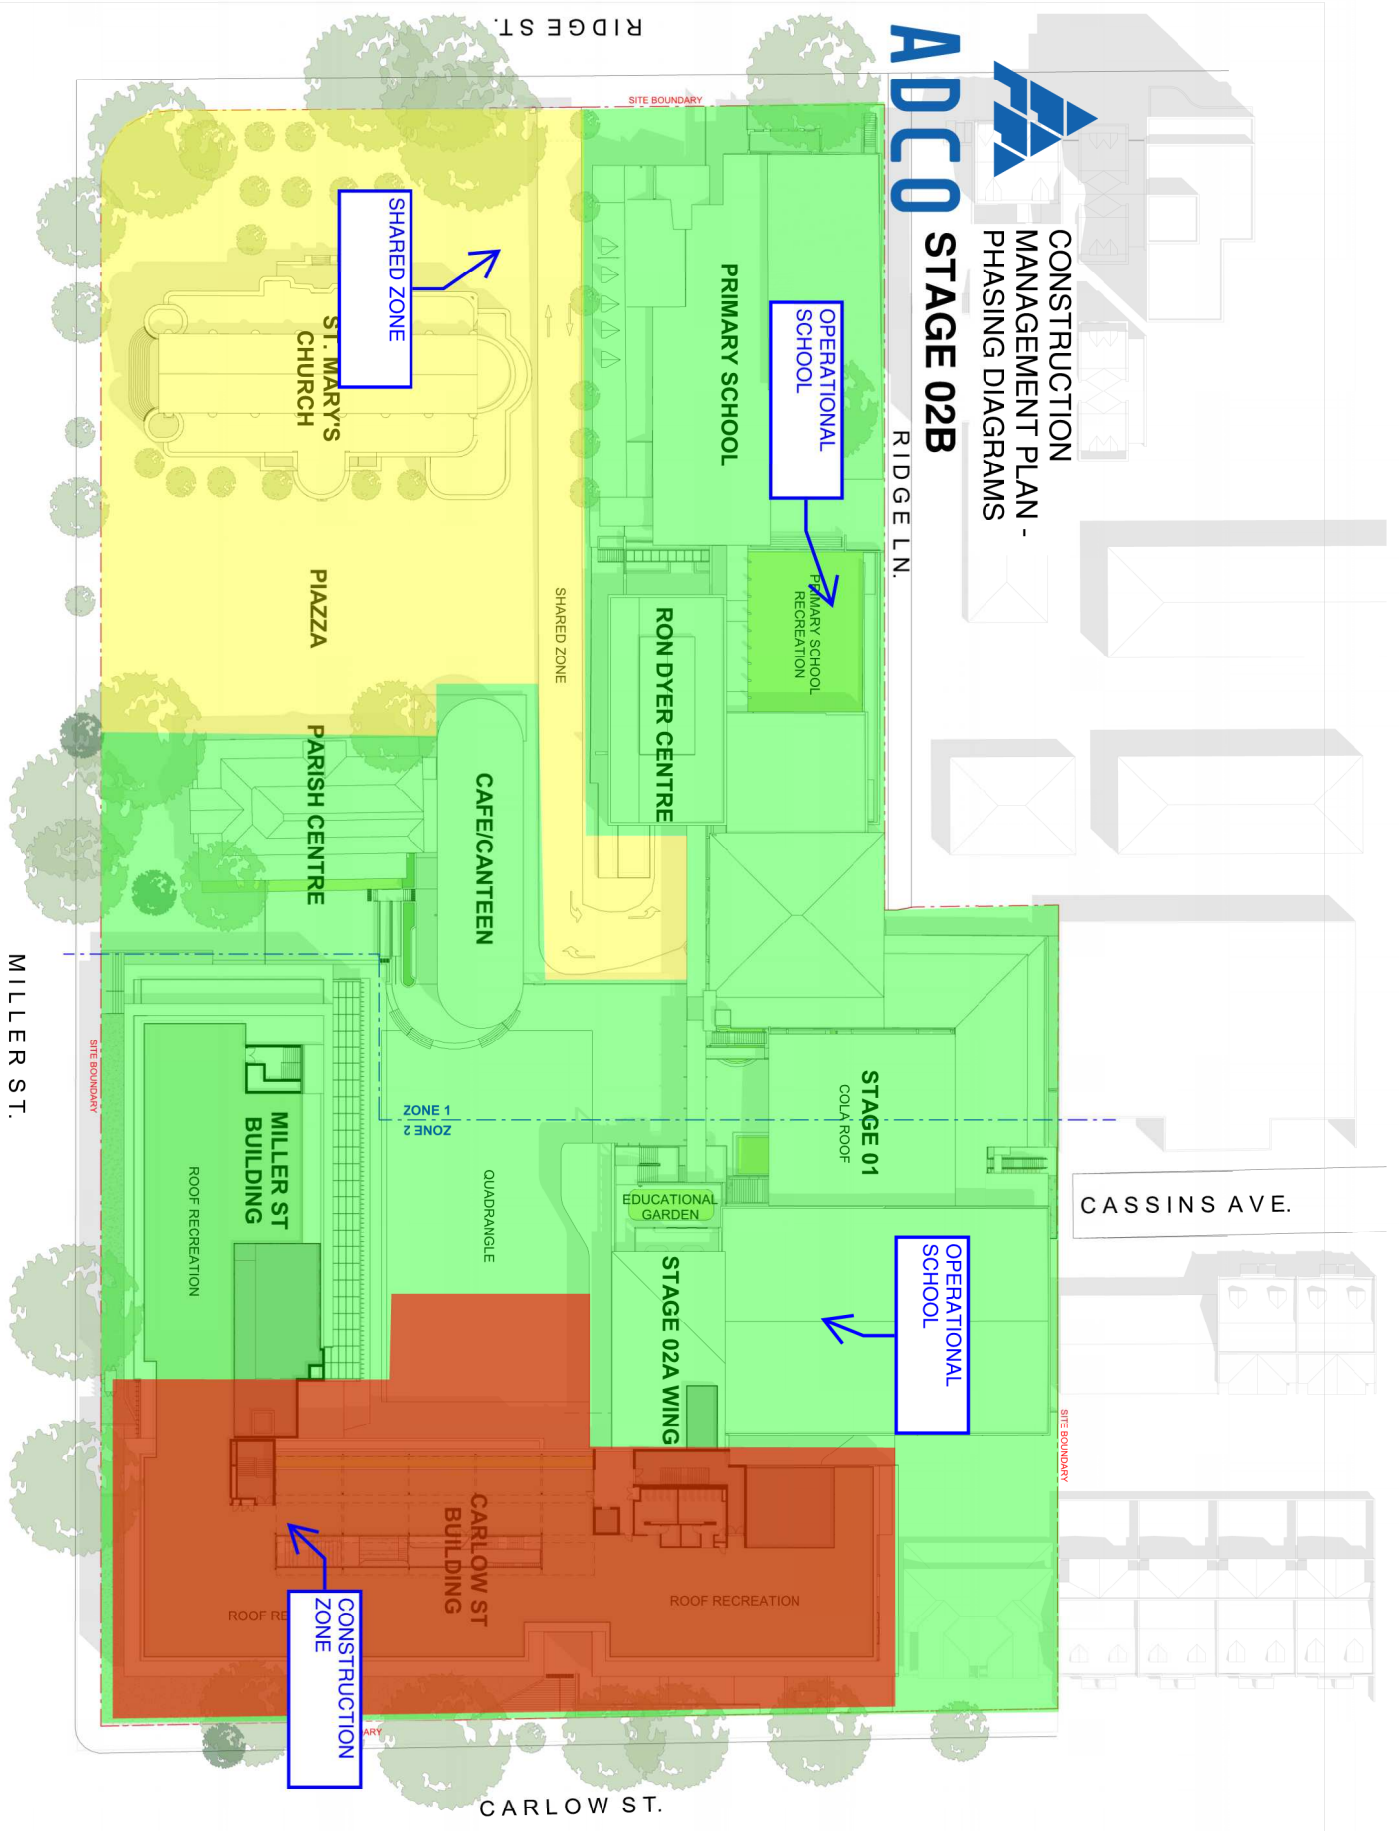 ADCO
CONSTRUCTION
MANAGEMENT PLAN -
PHASING DIAGRAMS
STAGE 02B
RIDGE ST.
SITE BOUNDARY
RIDGE LN.
PRIMARY SCHOOL
OPERATIONAL
SCHOOL
SHARED ZONE
ST. MARY'S
CHURCH
PRIMARY SCHOOL
RECREATION
RON DYER CENTRE
SHARED ZONE
PIAZZA
PARISH CENTRE
CAFE/CANTEEN
MILLER ST.
SITE BOUNDARY
ZONE 1
ZONE 2
STAGE 01
COLA ROOF
CASSINS AVE.
MILLER ST
BUILDING
ROOF RECREATION
QUADRANGLE
EDUCATIONAL
GARDEN
STAGE 02A WING
OPERATIONAL
SCHOOL
SITE BOUNDARY
CARLOW ST
BUILDING
ROOF RECREATION
ROOF RE
CONSTRUCTION
ZONE
ARY
CARLOW ST.